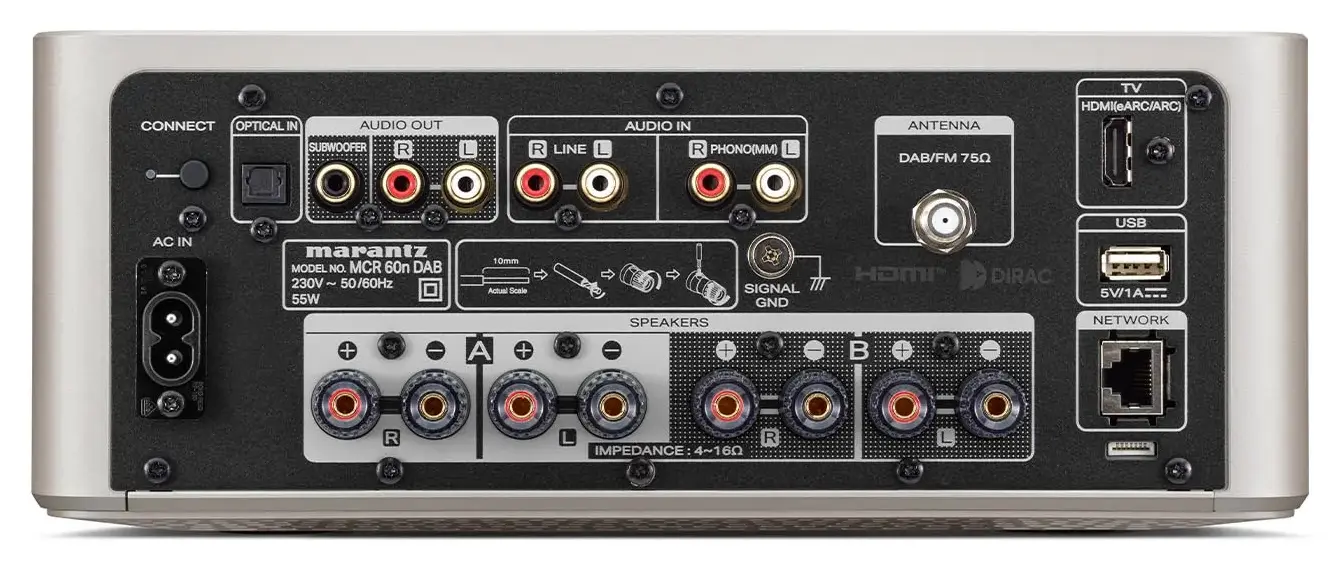 CONNECT
OPTICAL IN
AUDIO OUT
SUBWOOFER
R
L
AUDIO IN
R LINE L
R PHONO(MM) L
ANTENNA
DAB/FM 75Ω
TV
HDMI(eARC/ARC)
AC IN
marantz
MODEL NO. MCR 60n DAB
230V ~ 50/60Hz
55W
10mm
Actual Scale
SIGNAL
GND
HDMI
DIRAC
USB
5V/1A
NETWORK
SPEAKERS
+ − A + −
+ − B + −
R
L
R
L
IMPEDANCE : 4~16Ω